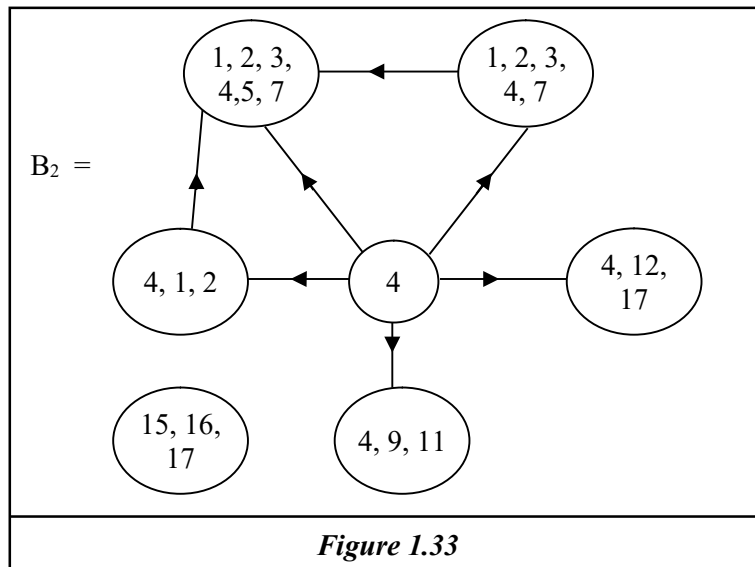 1, 2, 3,
4,5, 7
1, 2, 3,
4, 7
B₂ =
4, 1, 2
4
4, 12,
17
15, 16,
17
4, 9, 11
Figure 1.33